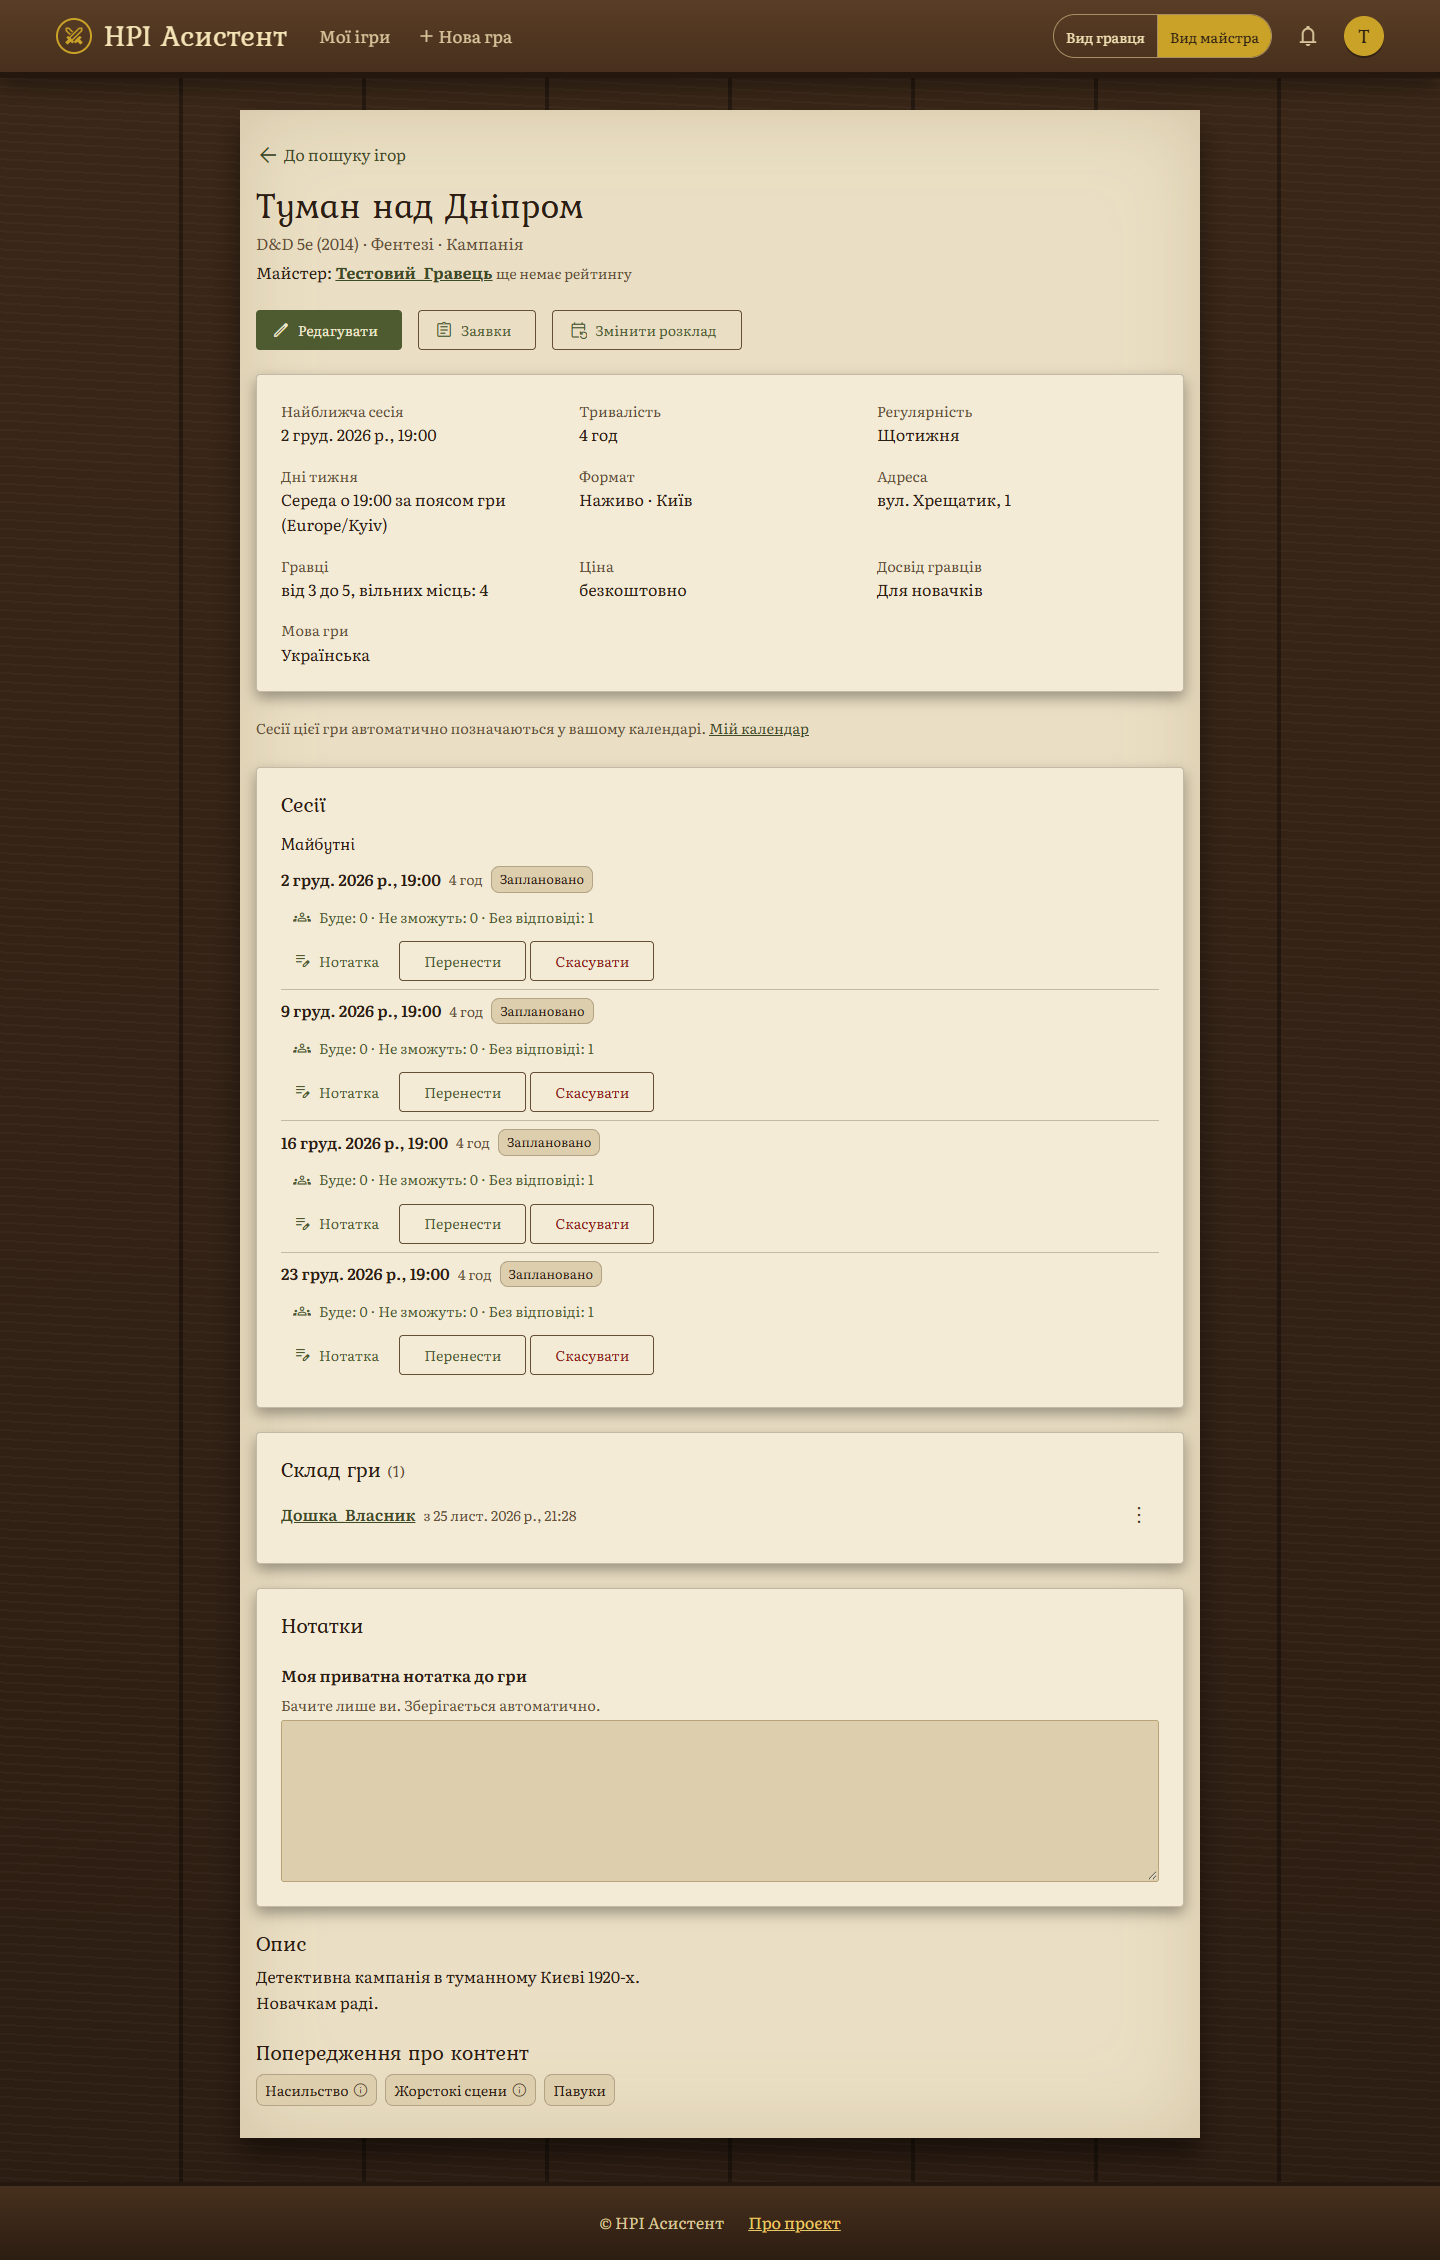 НРІ Асистент
Мої ігри
+ Нова гра
Вид гравця
Вид майстра
Т
← До пошуку ігор
Туман над Дніпром
D&D 5e (2014) · Фентезі · Кампанія
Майстер: Тестовий_Гравець ще немає рейтингу
Редагувати
Заявки
Змінити розклад
Найближча сесія
2 груд. 2026 р., 19:00
Тривалість
4 год
Регулярність
Щотижня
Дні тижня
Середа о 19:00 за поясом гри
(Europe/Kyiv)
Формат
Наживо · Київ
Адреса
вул. Хрещатик, 1
Гравці
від 3 до 5, вільних місць: 4
Ціна
безкоштовно
Досвід гравців
Для новачків
Мова гри
Українська
Сесії цієї гри автоматично позначаються у вашому календарі. Мій календар
Сесії
Майбутні
2 груд. 2026 р., 19:00 4 год Заплановано
Буде: 0 · Не зможуть: 0 · Без відповіді: 1
Нотатка Перенести Скасувати
9 груд. 2026 р., 19:00 4 год Заплановано
Буде: 0 · Не зможуть: 0 · Без відповіді: 1
Нотатка Перенести Скасувати
16 груд. 2026 р., 19:00 4 год Заплановано
Буде: 0 · Не зможуть: 0 · Без відповіді: 1
Нотатка Перенести Скасувати
23 груд. 2026 р., 19:00 4 год Заплановано
Буде: 0 · Не зможуть: 0 · Без відповіді: 1
Нотатка Перенести Скасувати
Склад гри (1)
Дошка_Власник з 25 лист. 2026 р., 21:28
Нотатки
Моя приватна нотатка до гри
Бачите лише ви. Зберігається автоматично.
Опис
Детективна кампанія в туманному Києві 1920-х.
Новачкам раді.
Попередження про контент
Насильство
Жорстокі сцени
Павуки
© НРІ Асистент
Про проєкт